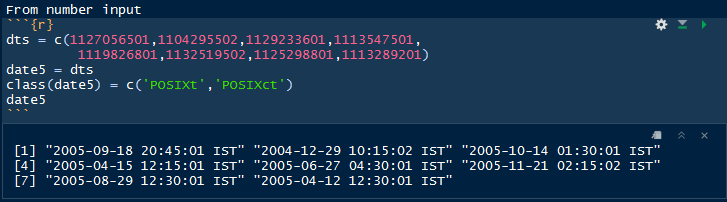 From number input
```{r}
dts = c(1127056501,1104295502,1129233601,1113547501,
        1119826801,1132519502,1125298801,1113289201)
date5 = dts
class(date5) = c('POSIXt','POSIXct')
date5
```
[1] "2005-09-18 20:45:01 IST" "2004-12-29 10:15:02 IST" "2005-10-14 01:30:01 IST"
[4] "2005-04-15 12:15:01 IST" "2005-06-27 04:30:01 IST" "2005-11-21 02:15:02 IST"
[7] "2005-08-29 12:30:01 IST" "2005-04-12 12:30:01 IST"